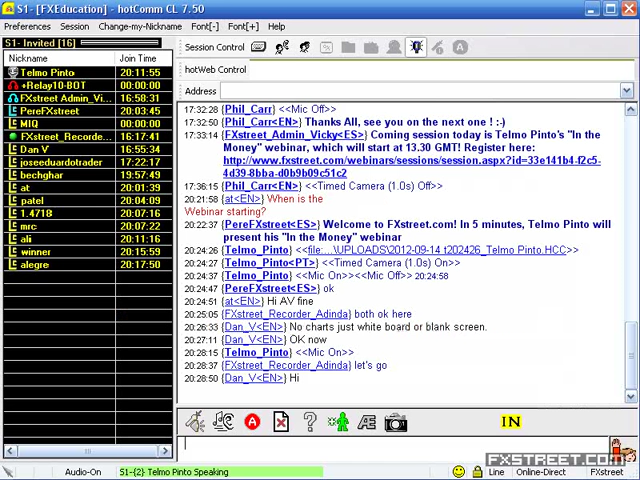 S1- [FXEducation] - hotComm CL 7.50
Preferences Session Change-my-Nickname Font[-] Font[+] Help
S1- Invited [16]
Nickname Join Time
Telmo Pinto 20:11:55
+Relay10-BOT 00:00:00
FXstreet Admin_Vi... 16:58:31
PereFXstreet 20:03:45
MIQ 00:00:00
FXstreet_Recorde... 16:17:41
Dan V 16:55:34
joseeduardotrader 17:22:17
bechghar 19:57:49
at 20:01:39
patel 20:04:09
1.4718 20:07:16
mrc 20:07:22
ali 20:11:16
winner 20:15:59
alegre 20:17:50
Session Control
hotWeb Control
Address
17:32:28 {Phil_Carr} <<Mic Off>>
17:32:50 {Phil_Carr<EN>} Thanks All, see you on the next one ! :-)
17:33:14 {FXstreet_Admin_Vicky<ES>} Coming session today is Telmo Pinto's "In the
Money" webinar, which will start at 13.30 GMT! Register Here:
http://www.fxstreet.com/webinars/sessions/session.aspx?id=33e141b4-f2c5-
4d39-8bba-d0b9b09c51c2
17:36:15 {Phil_Carr<EN>} <<Timed Camera (1.0s) Off>>
20:21:58 {at<EN>} When is the
Webinar starting?
20:22:37 {PereFXstreet<ES>} Welcome to FXstreet.com! In 5 minutes, Telmo Pinto will
present his "In the Money" webinar
20:24:26 {Telmo_Pinto} <<file:...\UPLOADS\2012-09-14 t202426_Telmo Pinto.HCC>>
20:24:27 {Telmo_Pinto<PT>} <<Timed Camera (1.0s) On>>
20:24:37 {Telmo_Pinto} <<Mic On>><<Mic Off>> 20:24:58
20:24:47 {PereFXstreet<ES>} ok
20:24:51 {at<EN>} Hi AV fine
20:25:05 {FXstreet_Recorder_Adinda} both ok here
20:26:33 {Dan_V<EN>} No charts just white board or blank screen.
20:27:11 {Dan_V<EN>} OK now
20:28:15 {Telmo_Pinto} <<Mic On>>
20:28:37 {FXstreet_Recorder_Adinda} let's go
20:28:50 {Dan_V<EN>} Hi
IN
Audio-On S1-{2} Telmo Pinto Speaking Line Online-Direct FXstreet
FXSTREET.COM